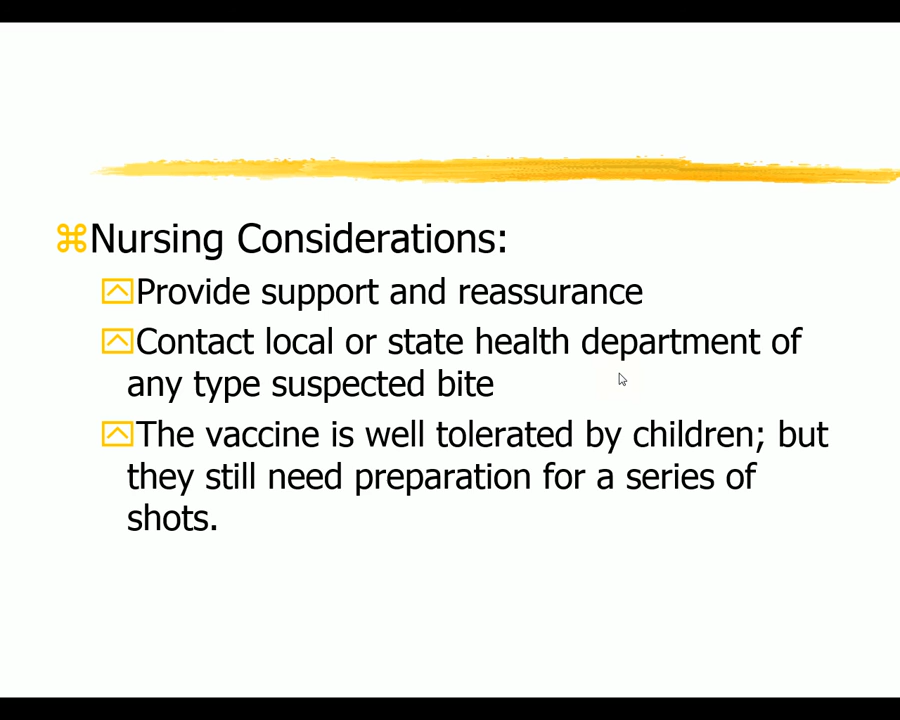 Nursing Considerations:
Provide support and reassurance
Contact local or state health department of
any type suspected bite
The vaccine is well tolerated by children; but
they still need preparation for a series of
shots.